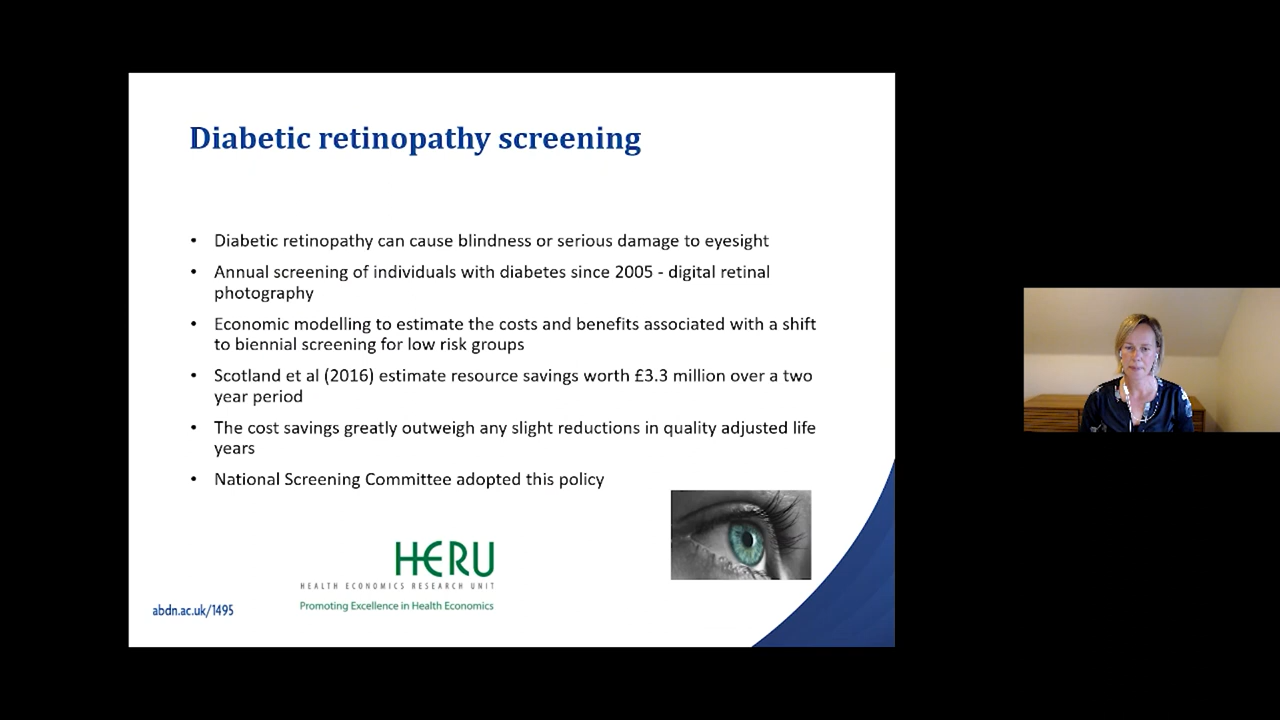 Diabetic retinopathy screening
• Diabetic retinopathy can cause blindness or serious damage to eyesight
• Annual screening of individuals with diabetes since 2005 - digital retinal
photography
• Economic modelling to estimate the costs and benefits associated with a shift
to biennial screening for low risk groups
• Scotland et al (2016) estimate resource savings worth £3.3 million over a two
year period
• The cost savings greatly outweigh any slight reductions in quality adjusted life
years
• National Screening Committee adopted this policy
HERU
HEALTH ECONOMICS RESEARCH UNIT
Promoting Excellence in Health Economics
abdn.ac.uk/1495